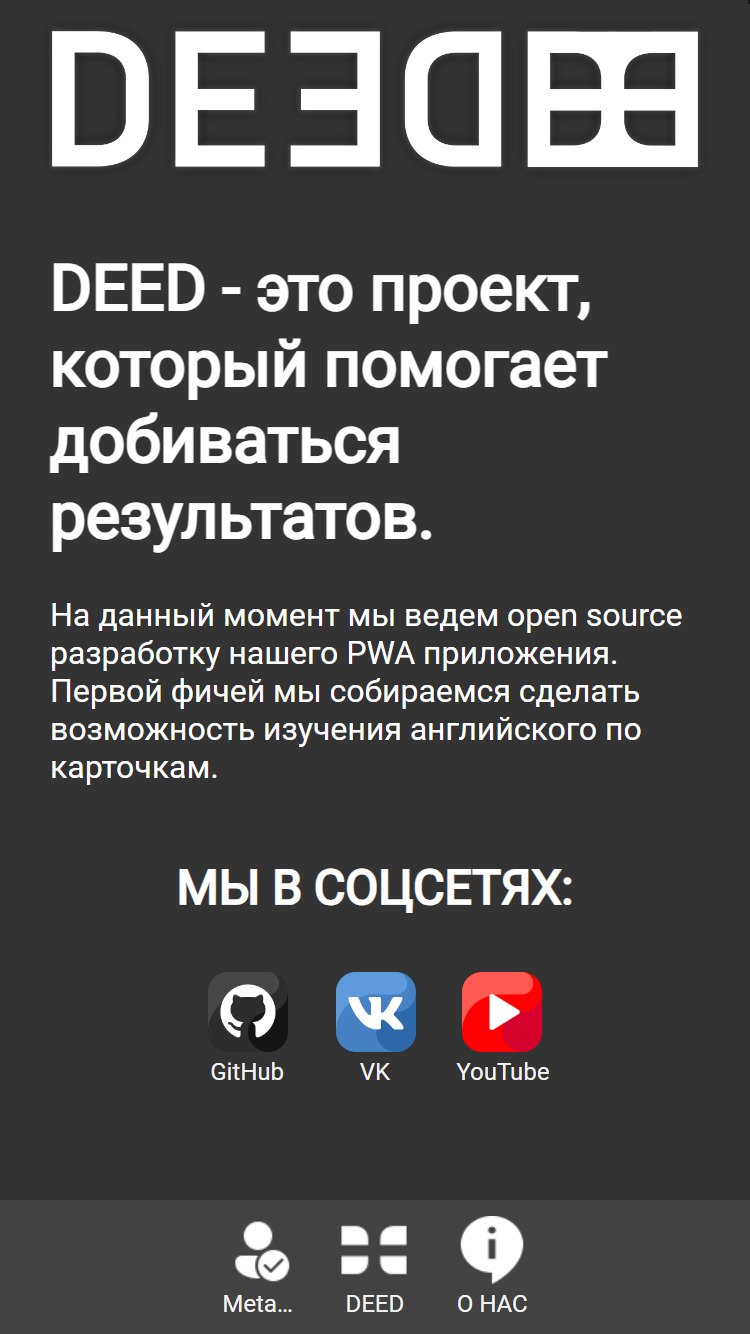 DEED
DEED - это проект,
который помогает
добиваться
результатов.
На данный момент мы ведем open source
разработку нашего PWA приложения.
Первой фичей мы собираемся сделать
возможность изучения английского по
карточкам.
МЫ В СОЦСЕТЯХ:
GitHub VK YouTube
Meta... DEED О НАС